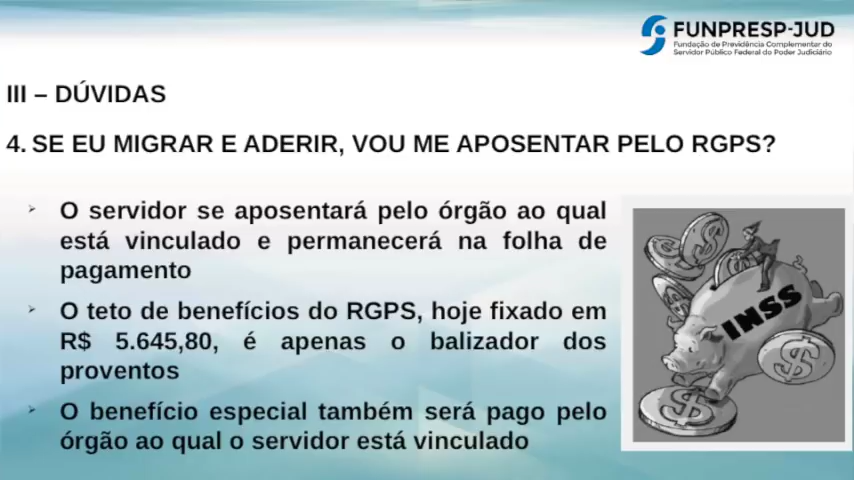 FUNPRESP-JUD
Fundação de Previdência Complementar do
Servidor Público Federal do Poder Judiciário
III – DÚVIDAS
4. SE EU MIGRAR E ADERIR, VOU ME APOSENTAR PELO RGPS?
O servidor se aposentará pelo órgão ao qual
está vinculado e permanecerá na folha de
pagamento
O teto de benefícios do RGPS, hoje fixado em
R$ 5.645,80, é apenas o balizador dos
proventos
O benefício especial também será pago pelo
órgão ao qual o servidor está vinculado
INSS